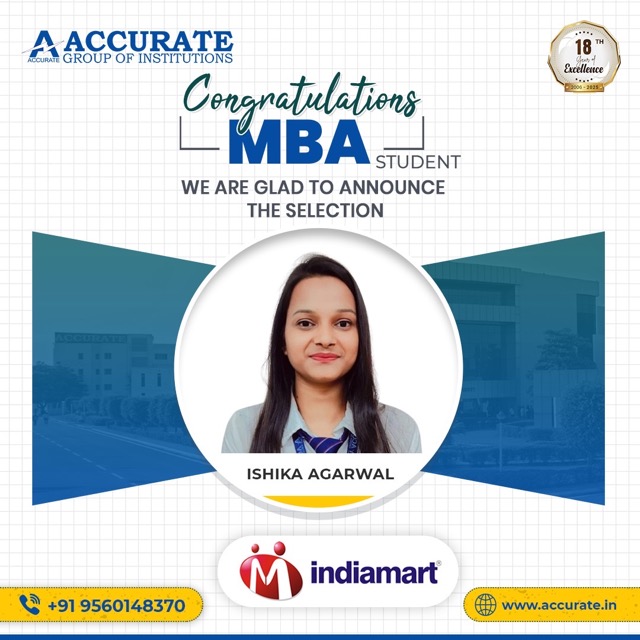 ACCURATE
ACCURATE GROUP OF INSTITUTIONS
18TH
Years of
Excellence
2006 - 2025
Congratulations
MBA
STUDENT
WE ARE GLAD TO ANNOUNCE
THE SELECTION
ACCURATE
ISHIKA AGARWAL
indiamart®
+91 9560148370
www.accurate.in